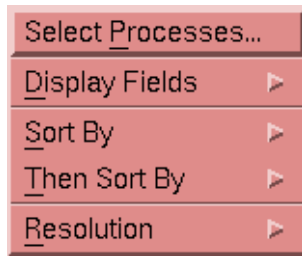 Select Processes...
Display Fields
Sort By
Then Sort By
Resolution